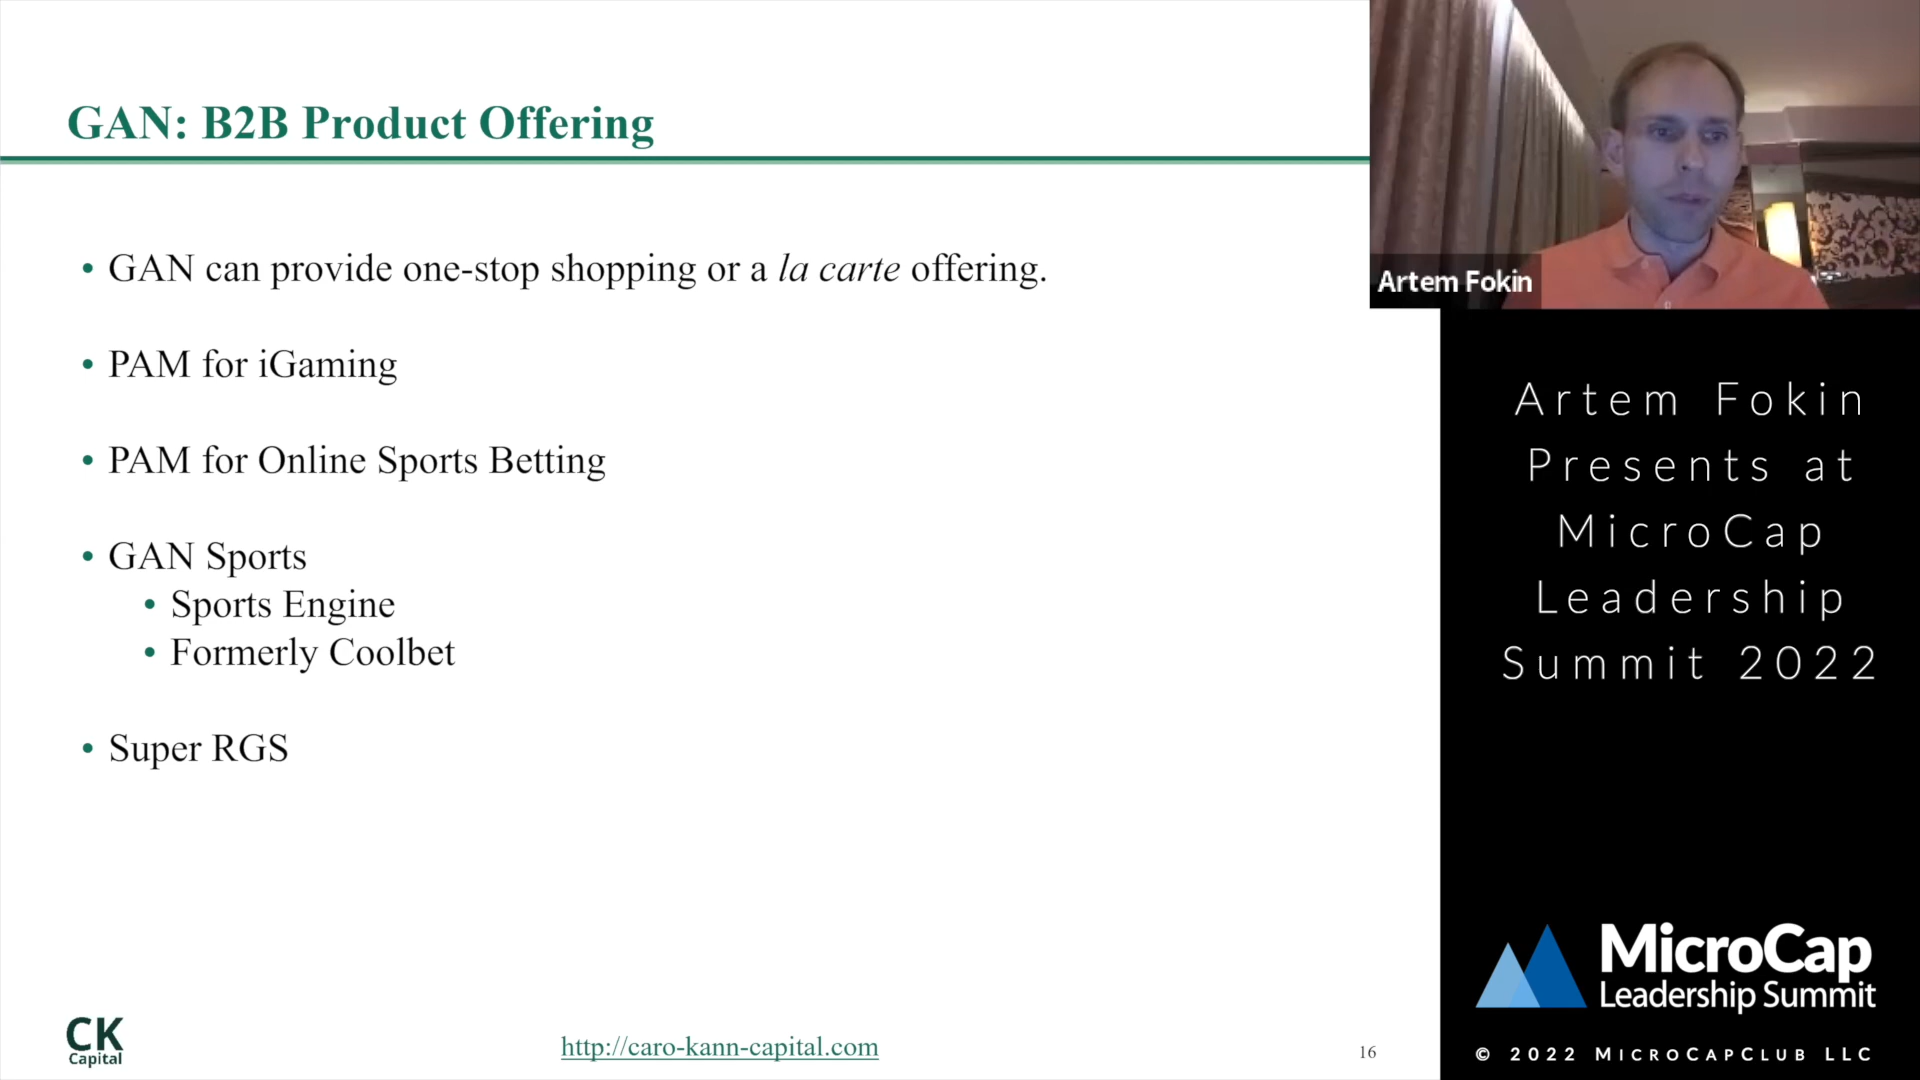 GAN: B2B Product Offering
• GAN can provide one-stop shopping or a la carte offering.
• PAM for iGaming
• PAM for Online Sports Betting
• GAN Sports
• Sports Engine
• Formerly Coolbet
• Super RGS
CK
Capital
http://caro-kann-capital.com
16
Artem Fokin
Artem Fokin
Presents at
MicroCap
Leadership
Summit 2022
MicroCap
Leadership Summit
© 2022 MicroCapClub LLC